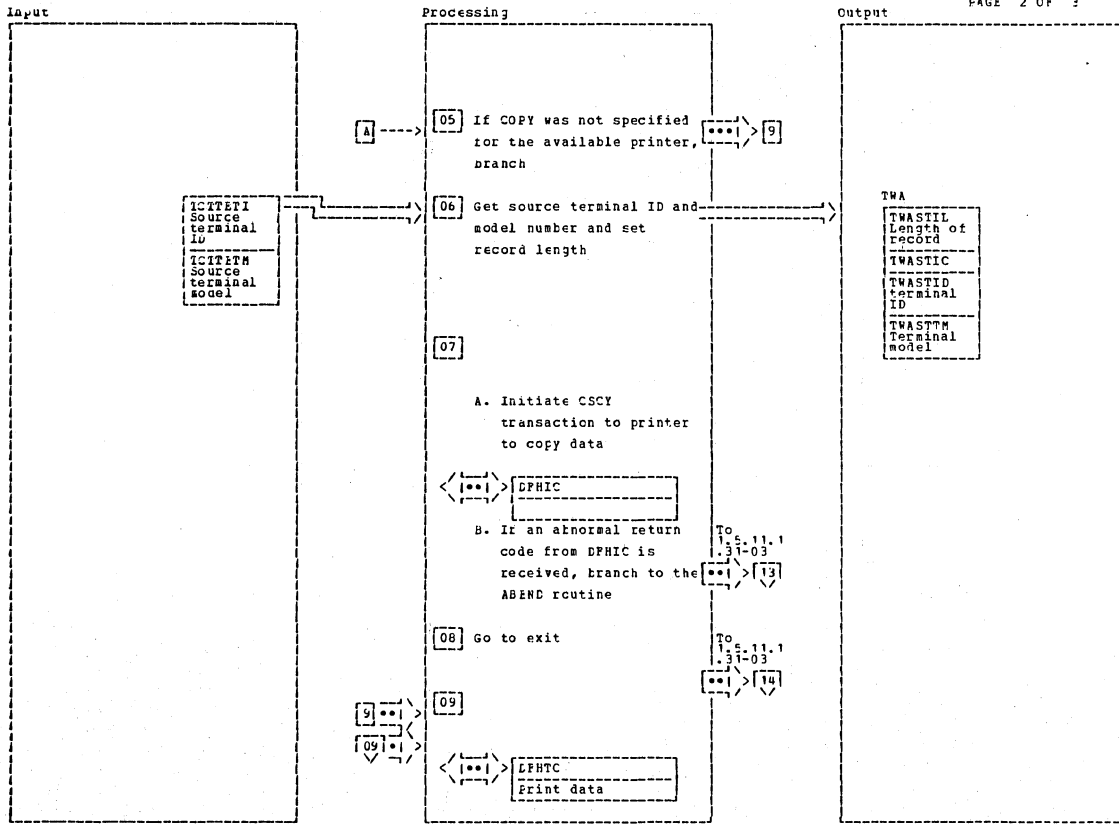 PAGE 2 OF 3
Input
Processing
Output
A
05 If COPY was not specified
for the available printer,
branch
9
TCTTETI
Source
terminal
ID
TCTTETM
Source
terminal
model
06 Get source terminal ID and
model number and set
record length
TWA
TWASTIL
Length of
record
TWASTIC
TWASTID
terminal
ID
TWASTTM
Terminal
model
07
A. Initiate CSCY
transaction to printer
to copy data
DFHIC
B. If an abnormal return
code from DFHIC is
received, branch to the
ABEND routine
To
1.5.11.1
.31-03
13
08 Go to exit
To
1.5.11.1
.31-03
14
9
09
09
DFHTC
Print data